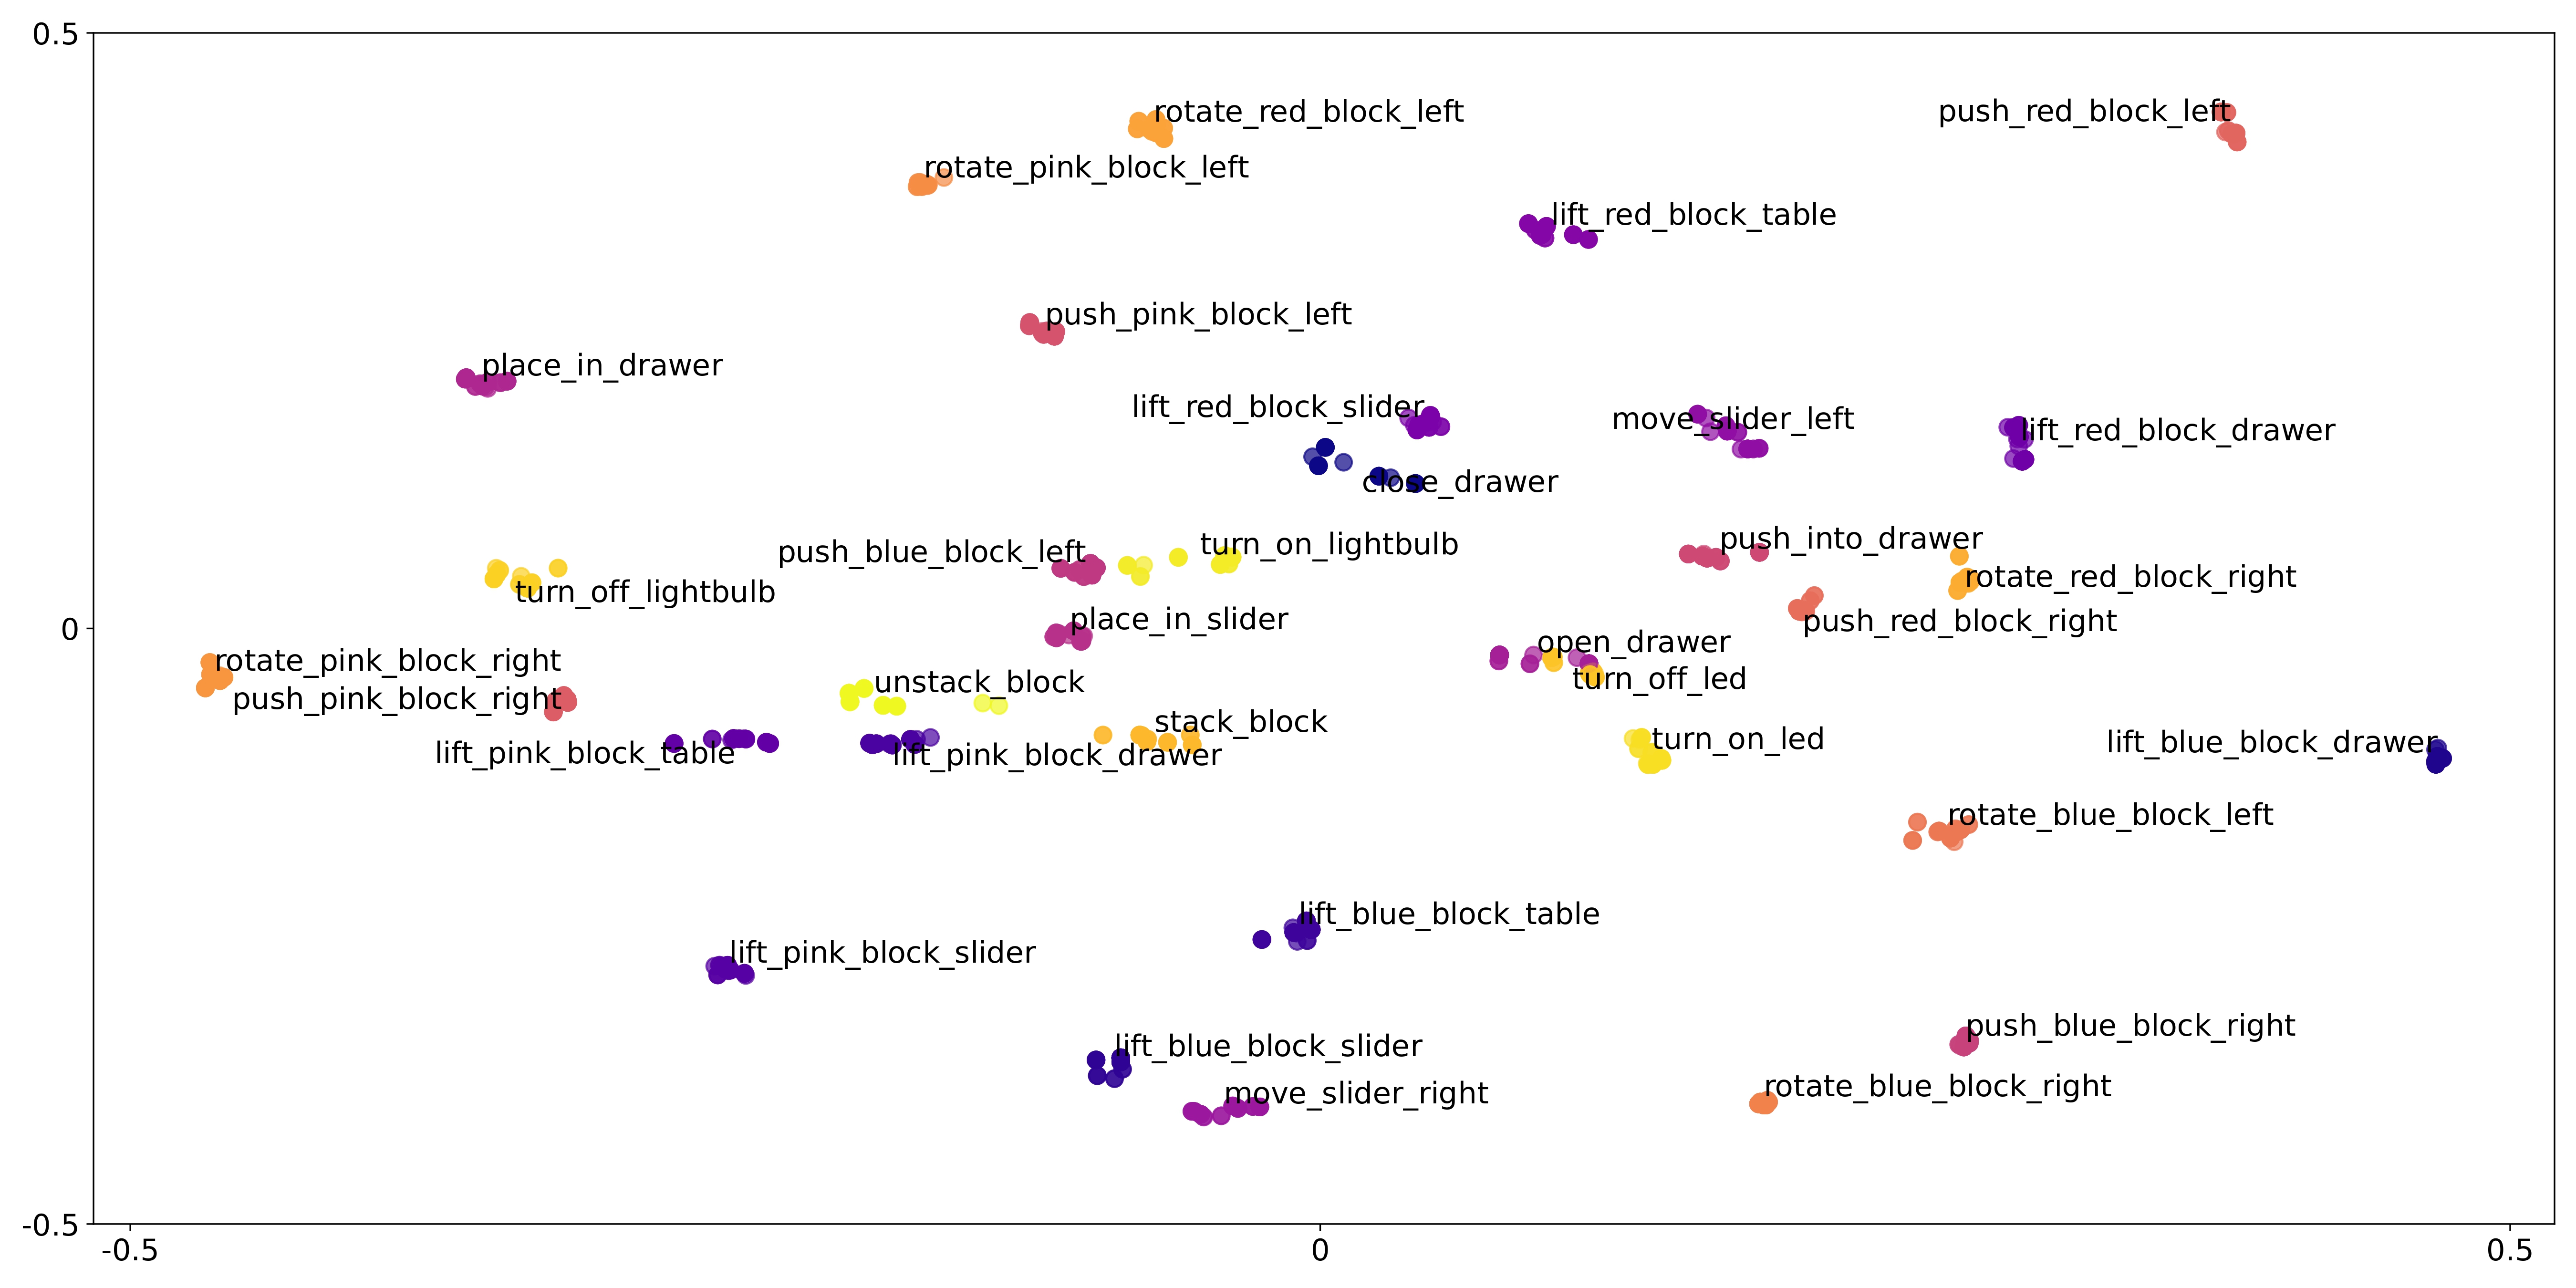 0.5
rotate_red_block_left
push_red_block_left
rotate_pink_block_left
lift_red_block_table
push_pink_block_left
place_in_drawer
lift_red_block_slider
move_slider_left
lift_red_block_drawer
close_drawer
push_blue_block_left
turn_on_lightbulb
push_into_drawer
rotate_red_block_right
turn_off_lightbulb
place_in_slider
push_red_block_right
0
open_drawer
rotate_pink_block_right
turn_off_led
unstack_block
push_pink_block_right
stack_block
turn_on_led
lift_blue_block_drawer
lift_pink_block_table
lift_pink_block_drawer
rotate_blue_block_left
lift_blue_block_table
lift_pink_block_slider
push_blue_block_right
lift_blue_block_slider
rotate_blue_block_right
move_slider_right
-0.5
-0.5
0
0.5